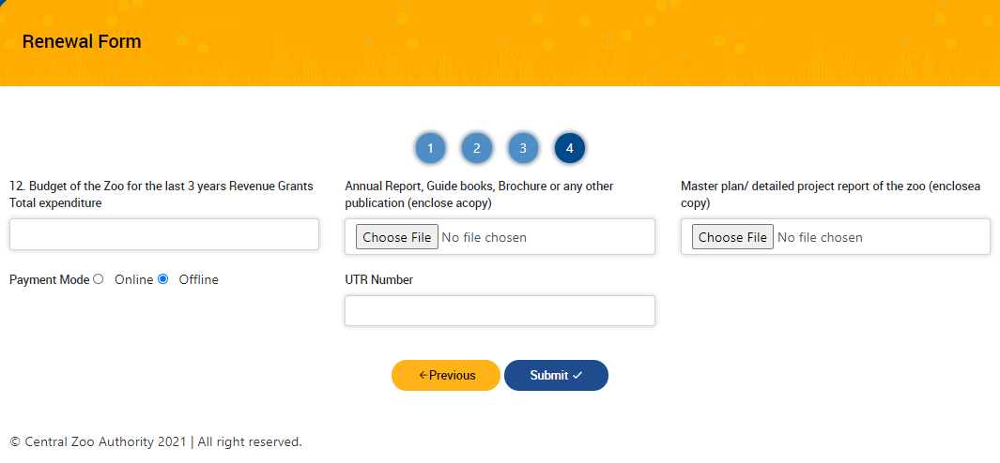 Renewal Form
1 2 3 4
12. Budget of the Zoo for the last 3 years Revenue Grants
Total expenditure
Annual Report, Guide books, Brochure or any other
publication (enclose acopy)
Choose File No file chosen
Master plan/ detailed project report of the zoo (enclosea
copy)
Choose File No file chosen
Payment Mode Online Offline
UTR Number
←Previous Submit ✓
© Central Zoo Authority 2021 | All right reserved.